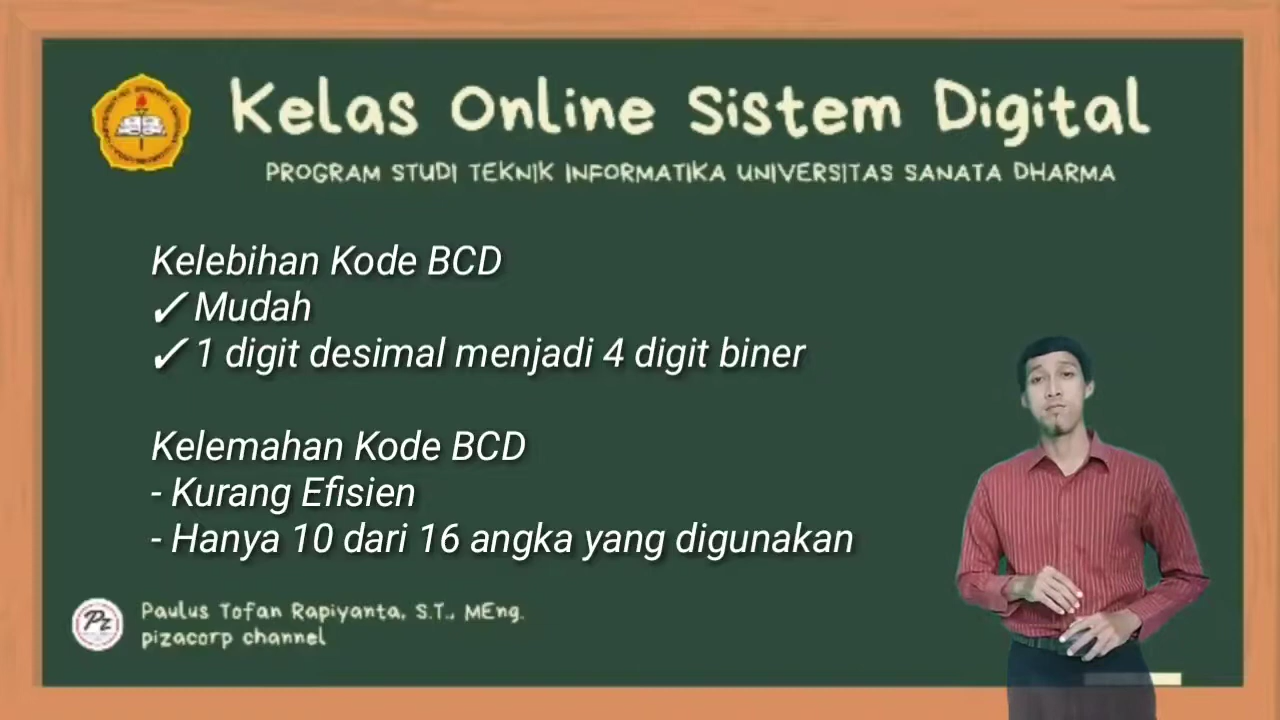 Kelas Online Sistem Digital
PROGRAM STUDI TEKNIK INFORMATIKA UNIVERSITAS SANATA DHARMA
Kelebihan Kode BCD
✓ Mudah
✓ 1 digit desimal menjadi 4 digit biner
Kelemahan Kode BCD
- Kurang Efisien
- Hanya 10 dari 16 angka yang digunakan
Pz
Paulus Tofan Rapiyanta, S.T., MEng.
pizacorp channel